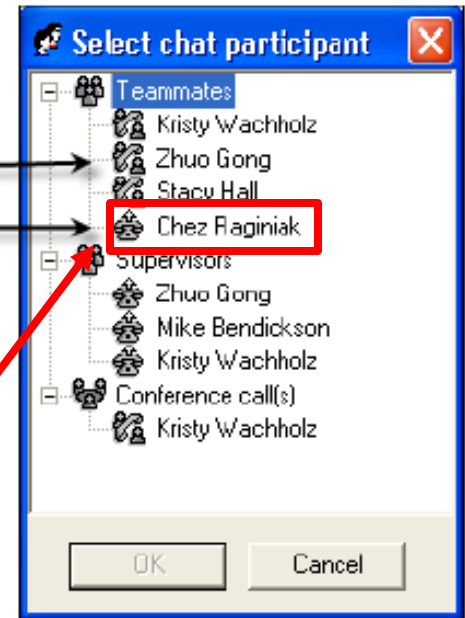 Select chat participant
Teammates
Kristy Wachholz
Zhuo Gong
Stacy Hall
Chez Raginiak
Supervisors
Zhuo Gong
Mike Bendickson
Kristy Wachholz
Conference call(s)
Kristy Wachholz
OK
Cancel